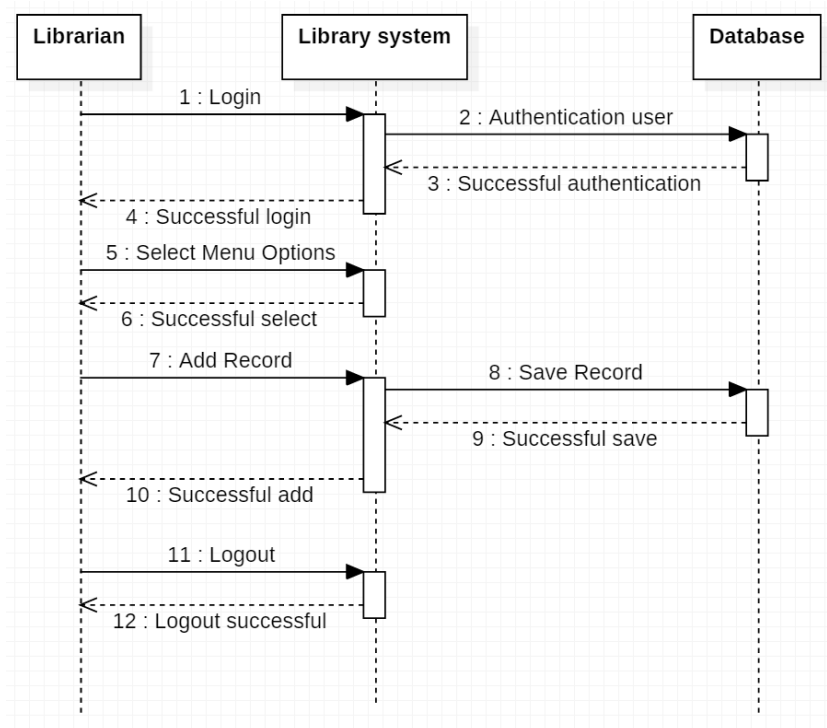 Librarian
Library system
Database
1 : Login
2 : Authentication user
3 : Successful authentication
4 : Successful login
5 : Select Menu Options
6 : Successful select
7 : Add Record
8 : Save Record
9 : Successful save
10 : Successful add
11 : Logout
12 : Logout successful